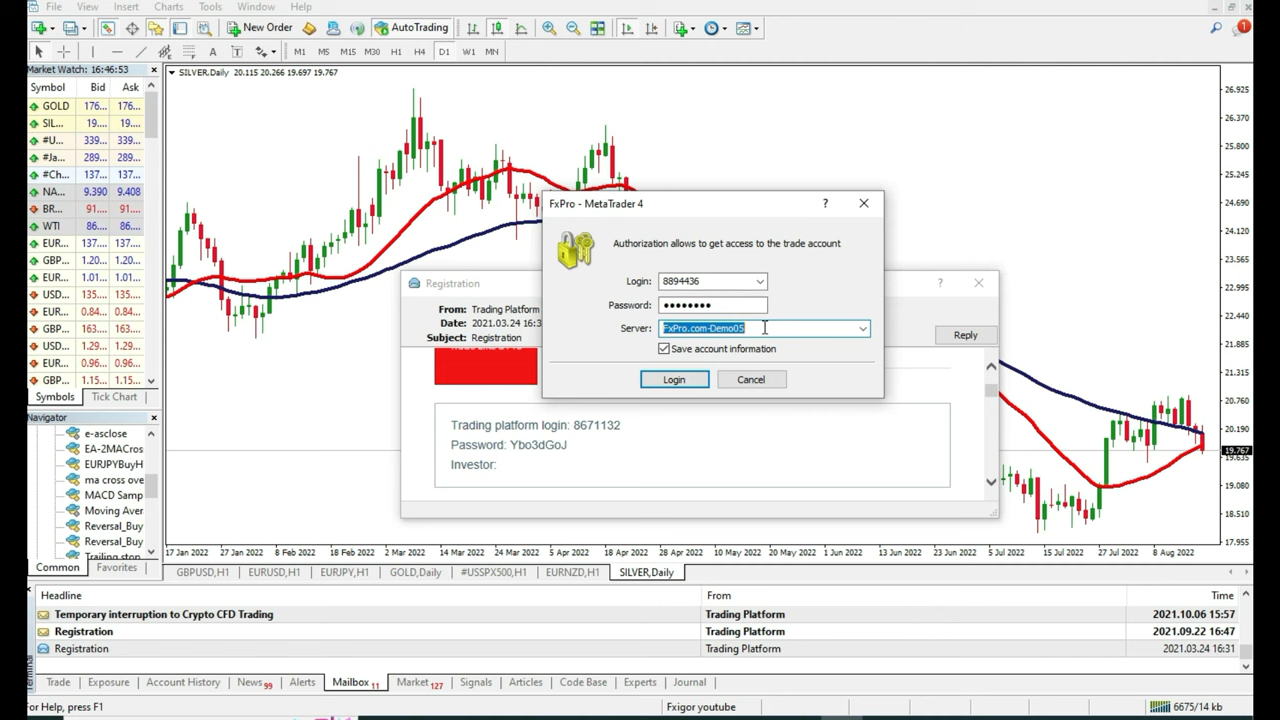 File View Insert Charts Tools Window Help
New Order AutoTrading
M1 M5 M15 M30 H1 H4 D1 W1 MN
Market Watch: 16:46:53
Symbol Bid Ask
GOLD 176... 176...
SIL... 19.... 19....
#U... 339... 339...
#Ja... 289... 289...
#Ch... 137... 137...
NA... 9.390 9.408
BR... 91.... 91....
WTI 86.... 86....
EUR... 137... 137...
GBP... 1.20... 1.20...
EUR... 1.01... 1.01...
USD... 135... 135...
EUR... 0.84... 0.84...
GBP... 163... 163...
USD... 1.29... 1.29...
EUR... 0.96... 0.96...
GBP... 1.15... 1.15...
Symbols Tick Chart
Navigator
e-asclose
EA-2MACros
EURJPYBuyH
ma cross ove
MACD Samp
Moving Aver
Reversal_Buy
Reversal_Buy
Trailing stop
Common Favorites
SILVER,Daily 20.115 20.266 19.697 19.767
26.925
26.370
25.800
25.245
24.690
24.120
23.565
22.995
22.440
21.885
21.315
20.760
20.190
19.767
19.635
19.080
18.510
17.955
FxPro - MetaTrader 4 ?
Authorization allows to get access to the trade account
Login: 8894436
Password: ●●●●●●●●
Server: FxPro.com-Demo05
Save account information
Login Cancel
Registration ?
From: Trading Platform
Date: 2021.03.24 16:3
Subject: Registration
Reply
Trading platform login: 8671132
Password: Ybo3dGoJ
Investor:
17 Jan 2022 27 Jan 2022 8 Feb 2022 18 Feb 2022 2 Mar 2022 14 Mar 2022 24 Mar 2022 5 Apr 2022 18 Apr 2022 28 Apr 2022 10 May 2022 20 May 2022 1 Jun 2022 13 Jun 2022 23 Jun 2022 5 Jul 2022 15 Jul 2022 27 Jul 2022 8 Aug 2022
GBPUSD,H1 EURUSD,H1 EURJPY,H1 GOLD,Daily #USSPX500,H1 EURNZD,H1 SILVER,Daily
Headline From Time
Temporary interruption to Crypto CFD Trading Trading Platform 2021.10.06 15:57
Registration Trading Platform 2021.09.22 16:47
Registration Trading Platform 2021.03.24 16:31
Terminal
Trade Exposure Account History News 99 Alerts Mailbox 11 Market 127 Signals Articles Code Base Experts Journal
For Help, press F1 Fxigor youtube 6675/14 kb